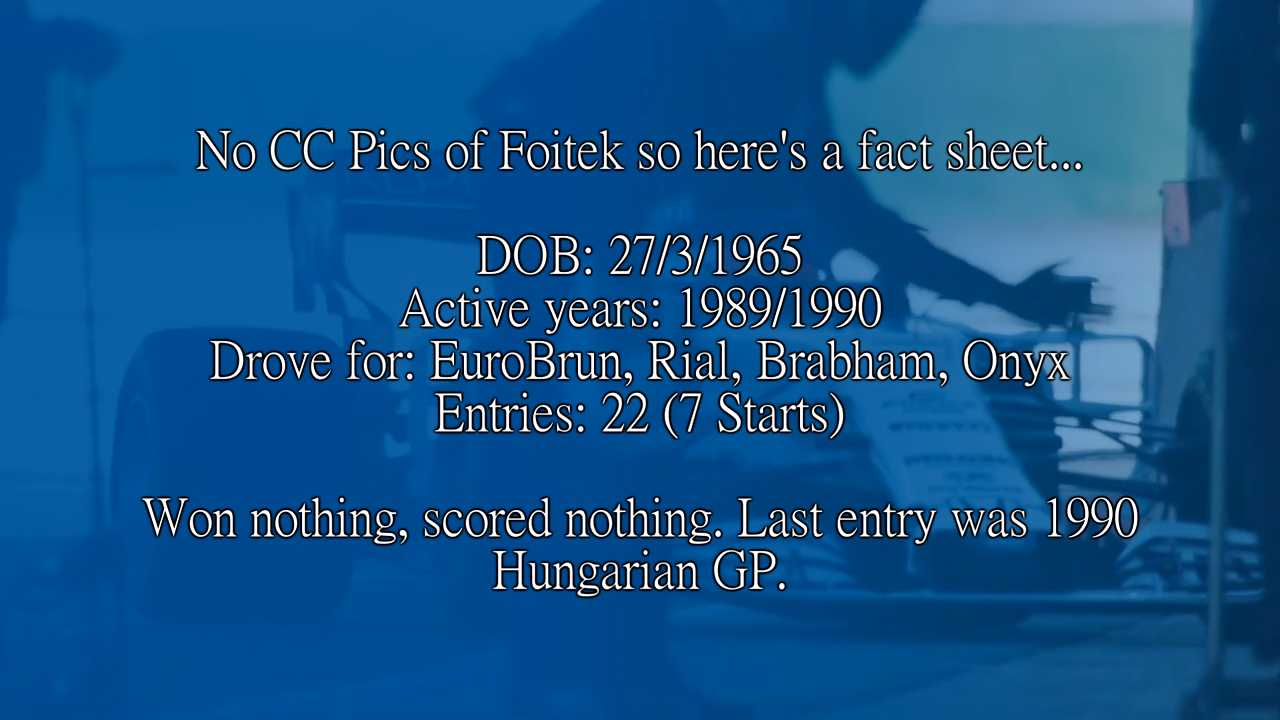 No CC Pics of Foitek so here's a fact sheet...
DOB: 27/3/1965
Active years: 1989/1990
Drove for: EuroBrun, Rial, Brabham, Onyx
Entries: 22 (7 Starts)
Won nothing, scored nothing. Last entry was 1990
Hungarian GP.